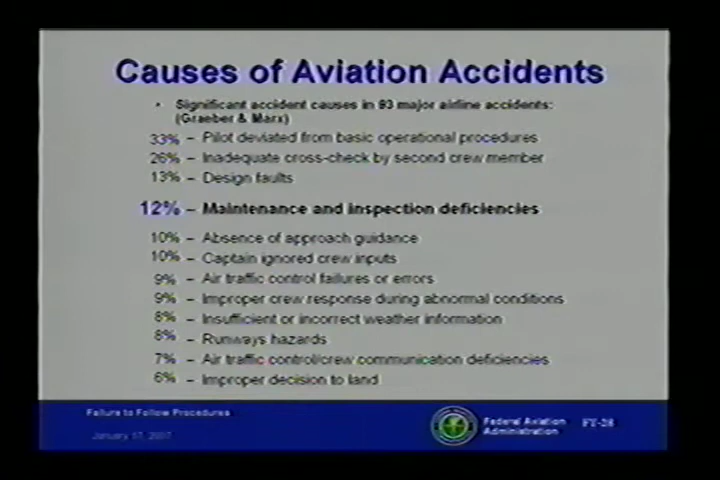 Causes of Aviation Accidents
• Significant accident causes in 93 major airline accidents:
(Graeber & Marx)
33% – Pilot deviated from basic operational procedures
26% – Inadequate cross-check by second crew member
13% – Design faults
12% – Maintenance and inspection deficiencies
10% – Absence of approach guidance
10% – Captain ignored crew inputs
9% – Air traffic control failures or errors
9% – Improper crew response during abnormal conditions
8% – Insufficient or incorrect weather information
8% – Runways hazards
7% – Air traffic control/crew communication deficiencies
6% – Improper decision to land
Failure to Follow Procedures
January 17, 2007
Federal Aviation
Administration
FY-28